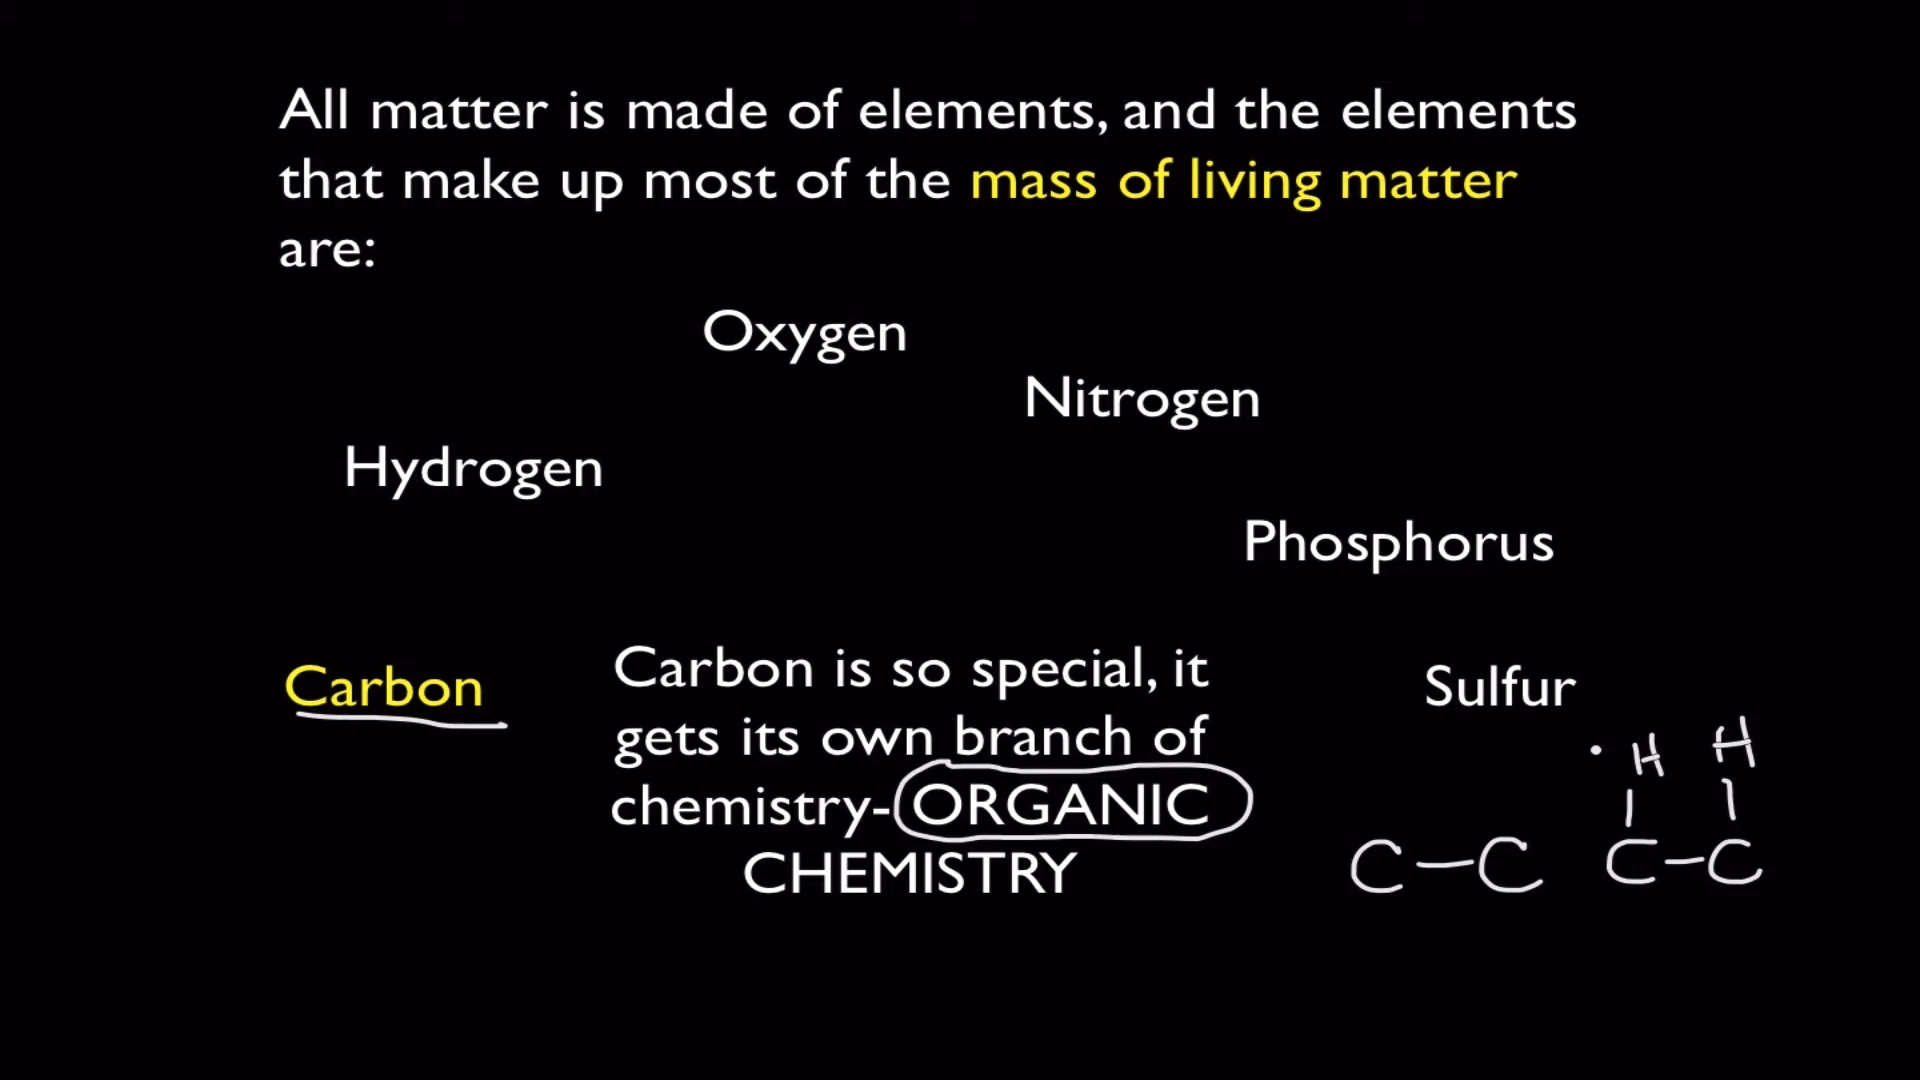 All matter is made of elements, and the elements
that make up most of the mass of living matter
are:
Oxygen
Nitrogen
Hydrogen
Phosphorus
Carbon
Carbon is so special, it
gets its own branch of
chemistry- ORGANIC
CHEMISTRY
Sulfur
H H
C-C C-C